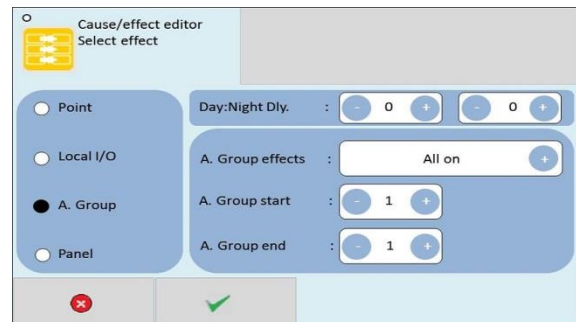 Cause/effect editor
Select effect
Point
Local I/O
A. Group
Panel
Day:Night Dly. : - 0 + - 0 +
A. Group effects : All on +
A. Group start : - 1 +
A. Group end : - 1 +